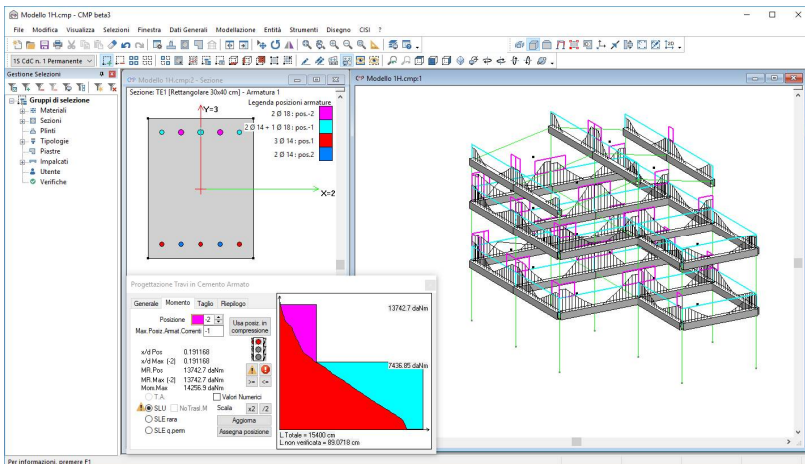 Modello 1H.cmp - CMP beta3
File Modifica Visualizza Selezioni Finestra Dati Generali Modellazione Entità Strumenti Disegno CISI ?
1S CdC n. 1 Permanente
Gestione Selezioni
Gruppi di selezione
Materiali
Sezioni
Plinti
Tipologie
Piastre
Impalcati
Utente
Verifiche
CMP Modello 1H.cmp:2 - Sezione
Sezione: TE1 [Rettangolare 30x40 cm] - Armatura 1
Legenda posizioni armature
Y=3
2 Ø 18 : pos.-2
2 Ø 14 + 1 Ø 18 : pos.-1
3 Ø 14 : pos.1
2 Ø 14 : pos.2
X=2
CMP Modello 1H.cmp:1
Progettazione Travi in Cemento Armato
Generale Momento Taglio Riepilogo
Posizione -2
Max.Posiz.Armat.Correnti -1
Usa posiz. in compressione
x/d Pos 0.191168
x/d Max (-2) 0.191168
MR.Pos 13742.7 daNm
MR.Max (-2) 13742.7 daNm
Mom.Max 14256.9 daNm
>= <=
T.A. Valori Numerici
SLU No Trasl.M Scala x2 /2
SLE rara Aggiorna
SLE q.perm Assegna posizione
13742.7 daNm
7436.85 daNm
L.Totale = 15400 cm
L.non verificata = 89.0718 cm
Per informazioni, premere F1